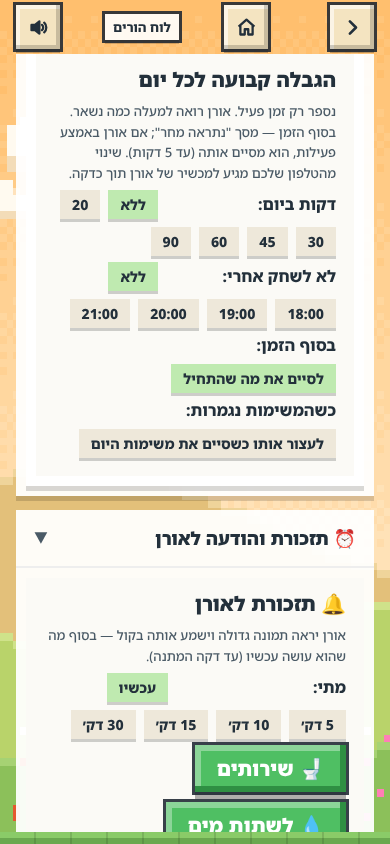 לוח הורים
הגבלה קבועה לכל יום
נספר רק זמן פעיל. אורן רואה למעלה כמה נשאר.
בסוף הזמן — מסך "נתראה מחר"; אם אורן באמצע
פעילות, הוא מסיים אותה (עד 5 דקות). שינוי
מהטלפון שלכם מגיע למכשיר של אורן תוך כדקה.
דקות ביום: ללא 20
30 45 60 90
לא לשחק אחרי: ללא
18:00 19:00 20:00 21:00
בסוף הזמן:
לסיים את מה שהתחיל
כשהמשימות נגמרות:
לעצור אותו כשסיים את משימות היום
⏰ תזכורת והודעה לאורן ▼
🔔 תזכורת לאורן
אורן יראה תמונה גדולה וישמע אותה בקול — בסוף מה
שהוא עושה עכשיו (עד דקה המתנה).
מתי: עכשיו
5 דק׳ 10 דק׳ 15 דק׳ 30 דק׳
🚽 שירותים
💧 לשתות מים